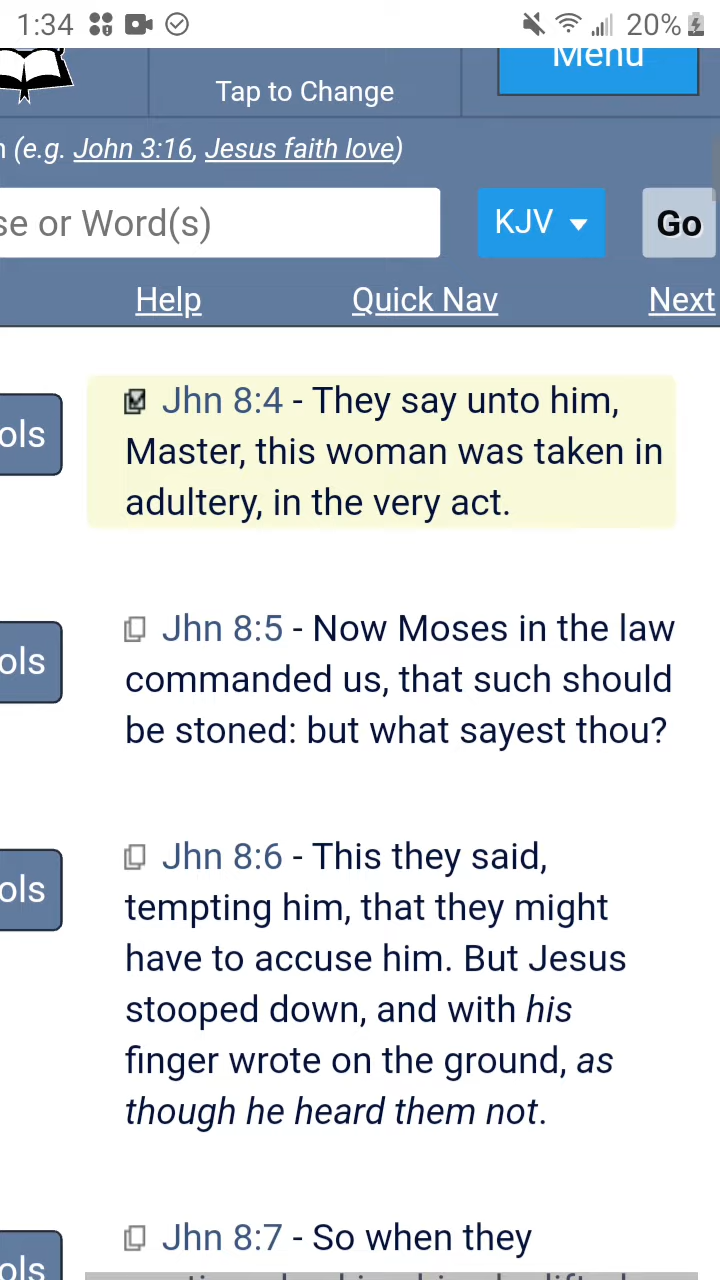 1:34 20%
Menu
Tap to Change
(e.g. John 3:16, Jesus faith love)
or Word(s) KJV Go
Help Quick Nav Next
Jhn 8:4 - They say unto him,
Master, this woman was taken in
adultery, in the very act.
Jhn 8:5 - Now Moses in the law
commanded us, that such should
be stoned: but what sayest thou?
Jhn 8:6 - This they said,
tempting him, that they might
have to accuse him. But Jesus
stooped down, and with his
finger wrote on the ground, as
though he heard them not.
Jhn 8:7 - So when they